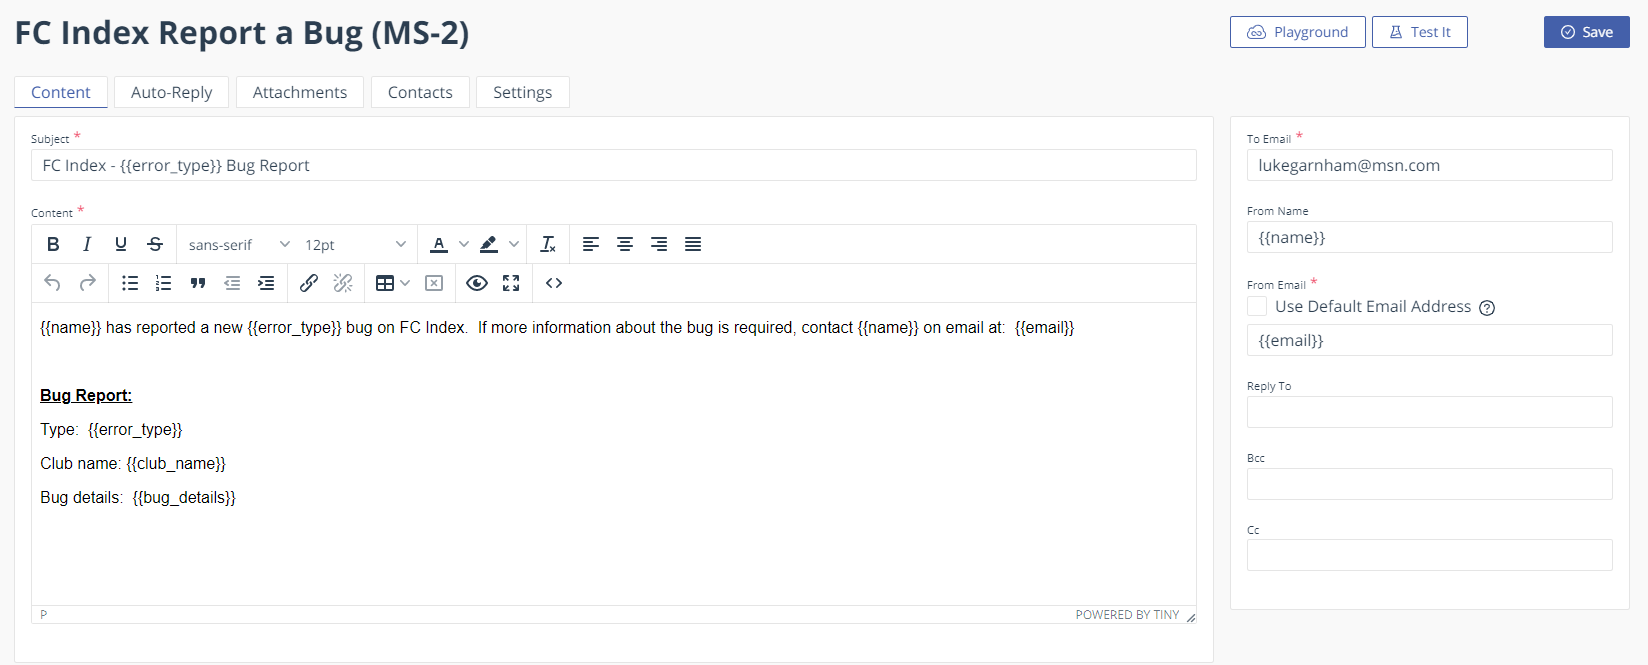 FC Index Report a Bug (MS-2)
Playground
Test It
Save
Content
Auto-Reply
Attachments
Contacts
Settings
Subject *
FC Index - {{error_type}} Bug Report
Content *
B I U S sans-serif 12pt A
{{name}} has reported a new {{error_type}} bug on FC Index.  If more information about the bug is required, contact {{name}} on email at:  {{email}}
Bug Report:
Type:  {{error_type}}
Club name: {{club_name}}
Bug details:  {{bug_details}}
P
POWERED BY TINY
To Email *
lukegarnham@msn.com
From Name
{{name}}
From Email *
Use Default Email Address ?
{{email}}
Reply To
Bcc
Cc